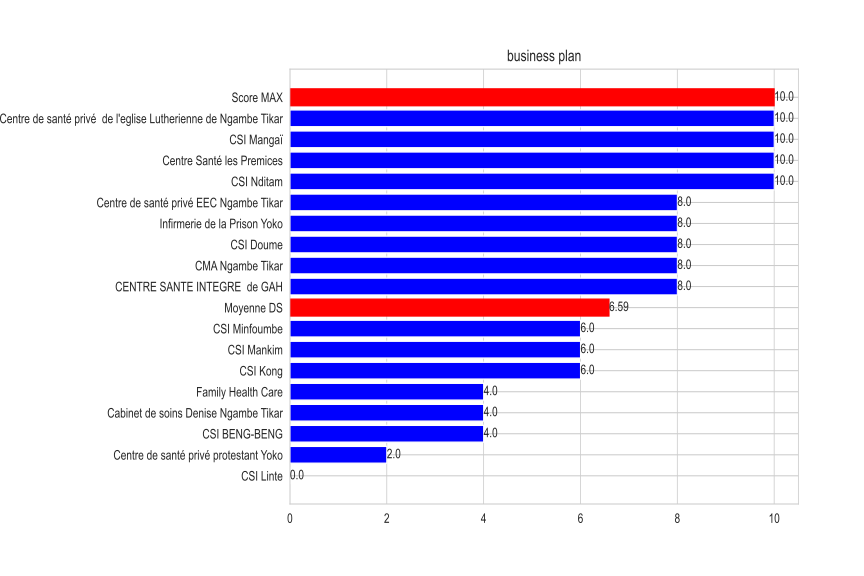 business plan
Score MAX 10.0
Centre de santé privé  de l'eglise Lutherienne de Ngambe Tikar 10.0
CSI Mangaï 10.0
Centre Santé les Premices 10.0
CSI Nditam 10.0
Centre de santé privé EEC Ngambe Tikar 8.0
Infirmerie de la Prison Yoko 8.0
CSI Doume 8.0
CMA Ngambe Tikar 8.0
CENTRE SANTE INTEGRE  de GAH 8.0
Moyenne DS 6.59
CSI Minfoumbe 6.0
CSI Mankim 6.0
CSI Kong 6.0
Family Health Care 4.0
Cabinet de soins Denise Ngambe Tikar 4.0
CSI BENG-BENG 4.0
Centre de santé privé protestant Yoko 2.0
CSI Linte 0.0
0 2 4 6 8 10